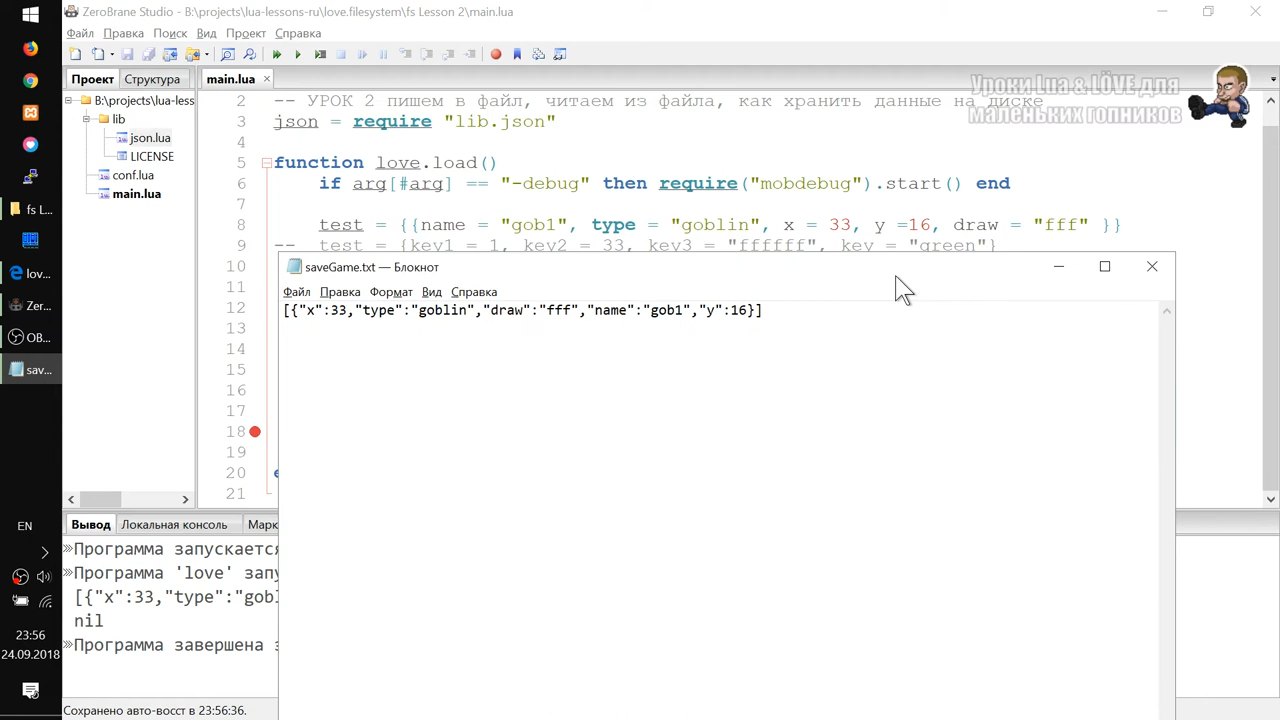 ZeroBrane Studio - B:\projects\lua-lessons-ru\love.filesystem\fs Lesson 2\main.lua
Файл Правка Поиск Вид Проект Справка
Проект Структура
main.lua ×
Уроки Lua & LÖVE для
маленьких гопников
B:\projects\lua-less
lib
json.lua
LICENSE
conf.lua
main.lua
2 -- УРОК 2 пишем в файл, читаем из файла, как хранить данные на диске
3 json = require "lib.json"
4
5 function love.load()
6 if arg[#arg] == "-debug" then require("mobdebug").start() end
7
8 test = {{name = "gob1", type = "goblin", x = 33, y =16, draw = "fff" }}
9 -- test = {key1 = 1, key2 = 33, key3 = "ffffff", key = "green"}
10
11
12
13
14
15
16
17
18
19
20
21
saveGame.txt — Блокнот
Файл Правка Формат Вид Справка
[{"x":33,"type":"goblin","draw":"fff","name":"gob1","y":16}]
Вывод Локальная консоль Марк
Программа запускается
Программа 'love' запу
[{"x":33,"type":"gobl
nil
Программа завершена
Сохранено авто-восст в 23:56:36.
fs L...
lov...
Zer...
OB...
sav...
EN
23:56
24.09.2018